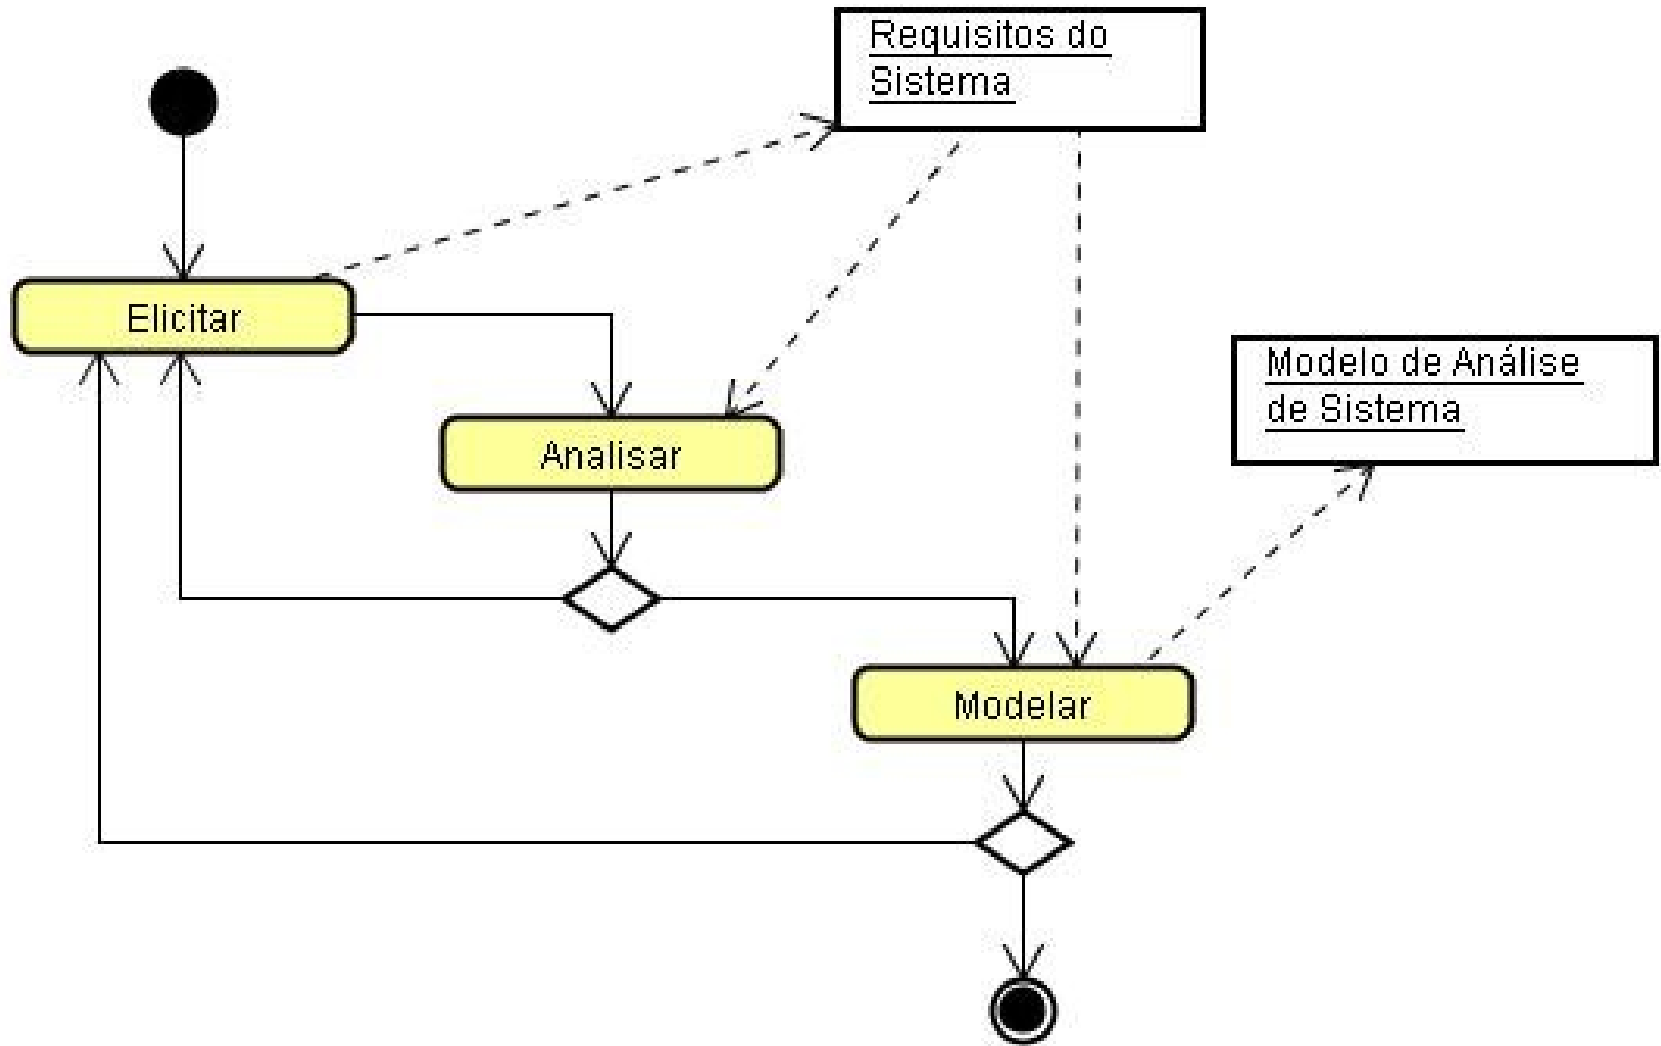 Requisitos do
Sistema
Elicitar
Modelo de Análise
de Sistema
Analisar
Modelar